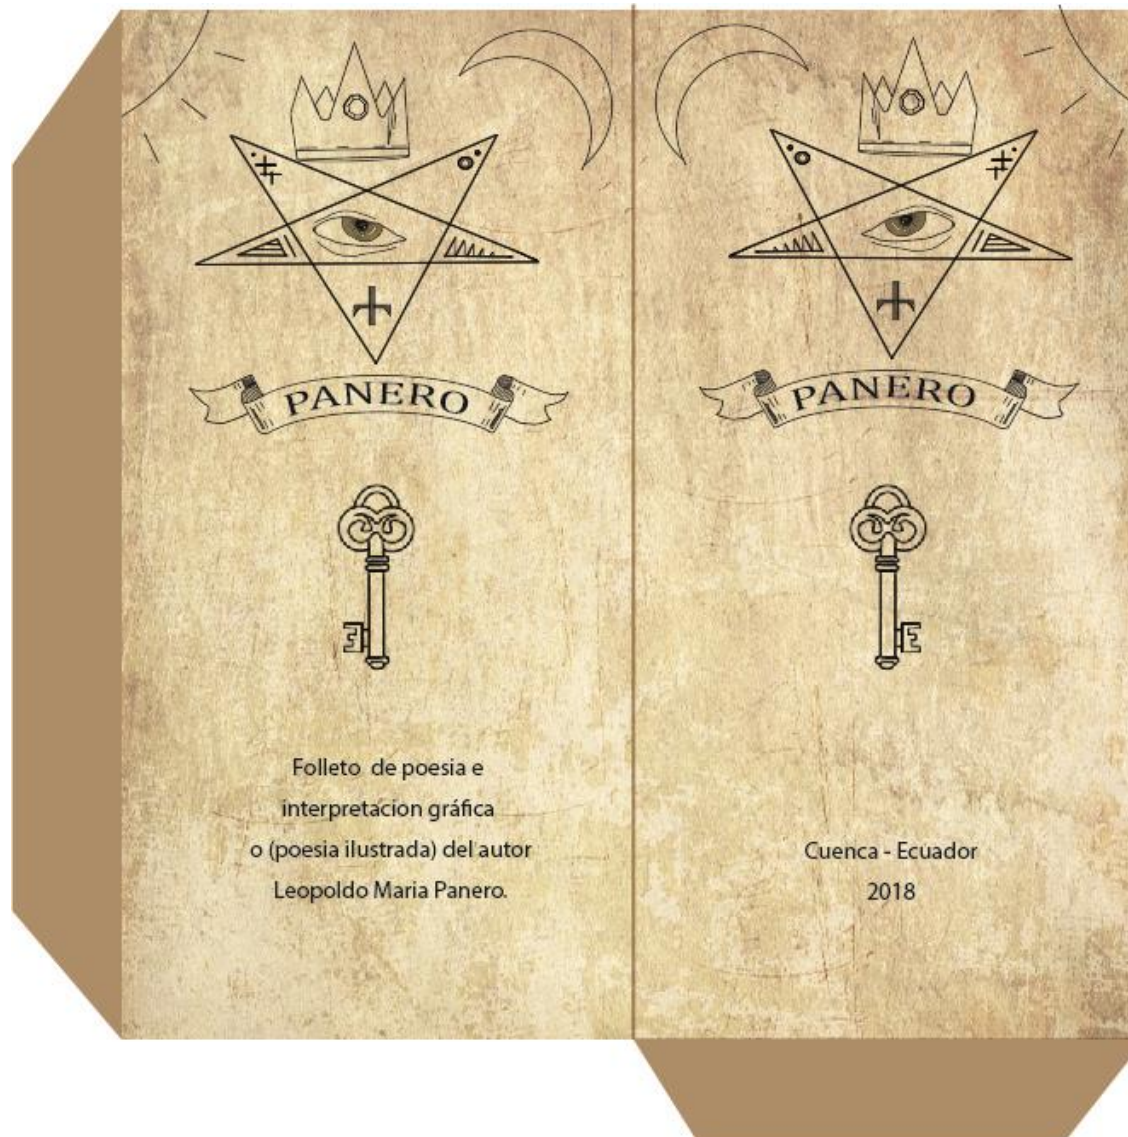 PANERO
Folleto de poesia e
interpretacion gráfica
o (poesia ilustrada) del autor
Leopoldo Maria Panero.
PANERO
Cuenca - Ecuador
2018